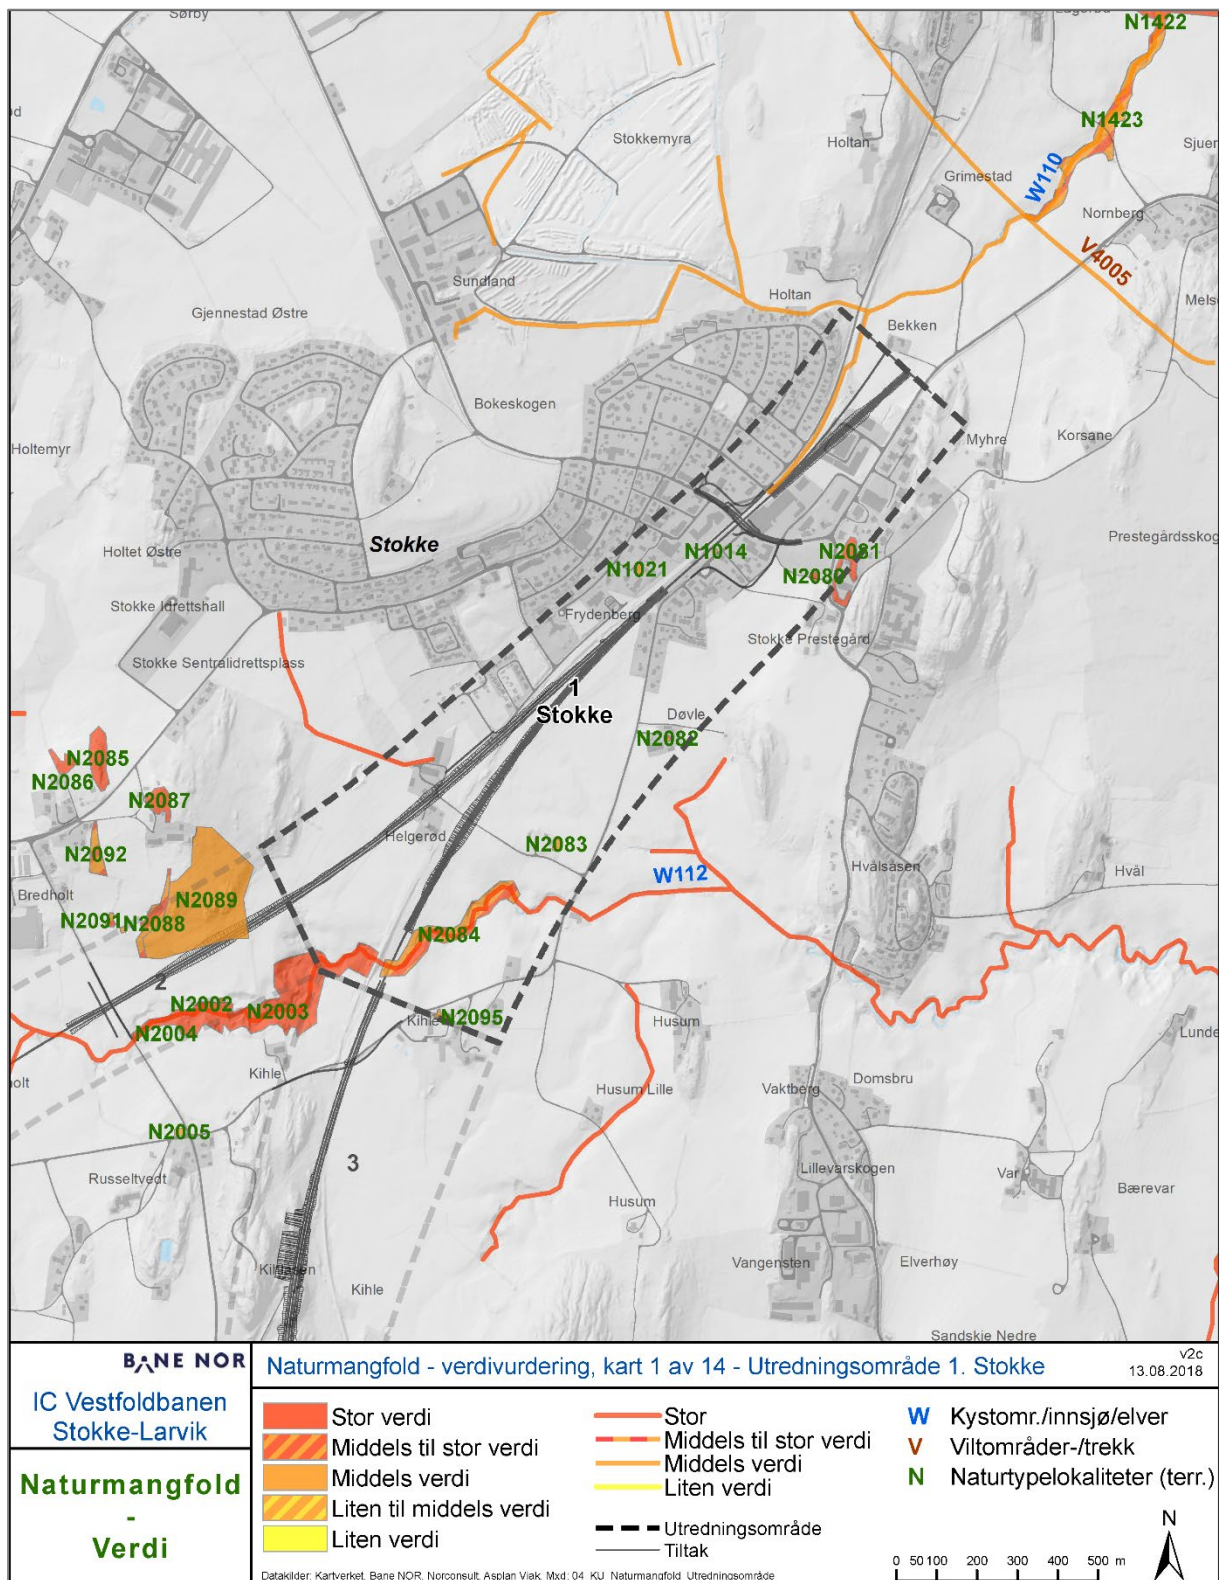 Sørby
N1422
Stokkemyra
Holtan
N1423
Sjuer
Grimestad
W110
Nornberg
V4005
Sundland
Holtan
Melse
Gjennestad Østre
Bekken
Bokeskogen
Holtemyr
Myhre
Korsane
Prestegårdsskog
Stokke
Holtet Østre
N1014
N2081
N1021
N2080
Stokke Idrettshall
Frydenberg
Stokke Prestegård
Stokke Sentralidrettsplass
1
Stokke
Døvle
N2082
N2085
N2086
N2087
Helgerød
N2083
N2092
W112
Hvålsåsen
Hvål
Bredholt
N2089
N2091
N2088
N2084
2
N2002
N2003
N2004
Kihle
N2095
Husum
Lunde
Kihle
holt
Husum Lille
Domsbru
Vaktberg
N2005
3
Lillevarskogen
Var
Russeltvedt
Bærevar
Husum
Vangensten
Elverhøy
Kihlåsen
Kihle
Sandskje Nedre
BANE NOR
IC Vestfoldbanen
Stokke-Larvik
Naturmangfold
-
Verdi
Naturmangfold - verdivurdering, kart 1 av 14 - Utredningsområde 1. Stokke
v2c
13.08.2018
Stor verdi
Middels til stor verdi
Middels verdi
Liten til middels verdi
Liten verdi
Stor
Middels til stor verdi
Middels verdi
Liten verdi
Utredningsområde
Tiltak
W Kystomr./innsjø/elver
V Viltområder-/trekk
N Naturtypelokaliteter (terr.)
N
0 50 100 200 300 400 500 m
Datakilder: Kartverket, Bane NOR, Norconsult, Asplan Viak. Mxd: 04_KU_Naturmangfold_Utredningsområde